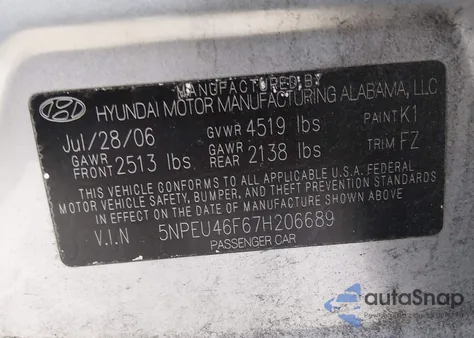 MANUFACTURED BY
HYUNDAI MOTOR MANUFACTURING ALABAMA, LLC
Jul/28/06 GVWR 4519 lbs PAINT K1
GAWR FRONT 2513 lbs GAWR REAR 2138 lbs TRIM FZ
THIS VEHICLE CONFORMS TO ALL APPLICABLE U.S.A. FEDERAL
MOTOR VEHICLE SAFETY, BUMPER, AND THEFT PREVENTION STANDARDS
IN EFFECT ON THE DATE OF MANUFACTURE SHOWN ABOVE
V.I.N 5NPEU46F67H206689
PASSENGER CAR
autoSnap